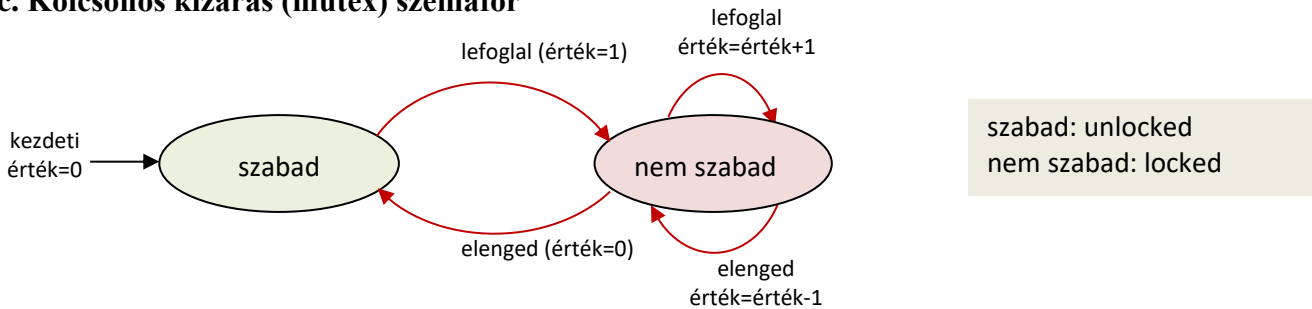 c. Kölcsönös kizárás (mutex) szemafor
lefoglal
érték=érték+1
lefoglal (érték=1)
kezdeti
érték=0
szabad
nem szabad
szabad: unlocked
nem szabad: locked
elenged (érték=0)
elenged
érték=érték-1